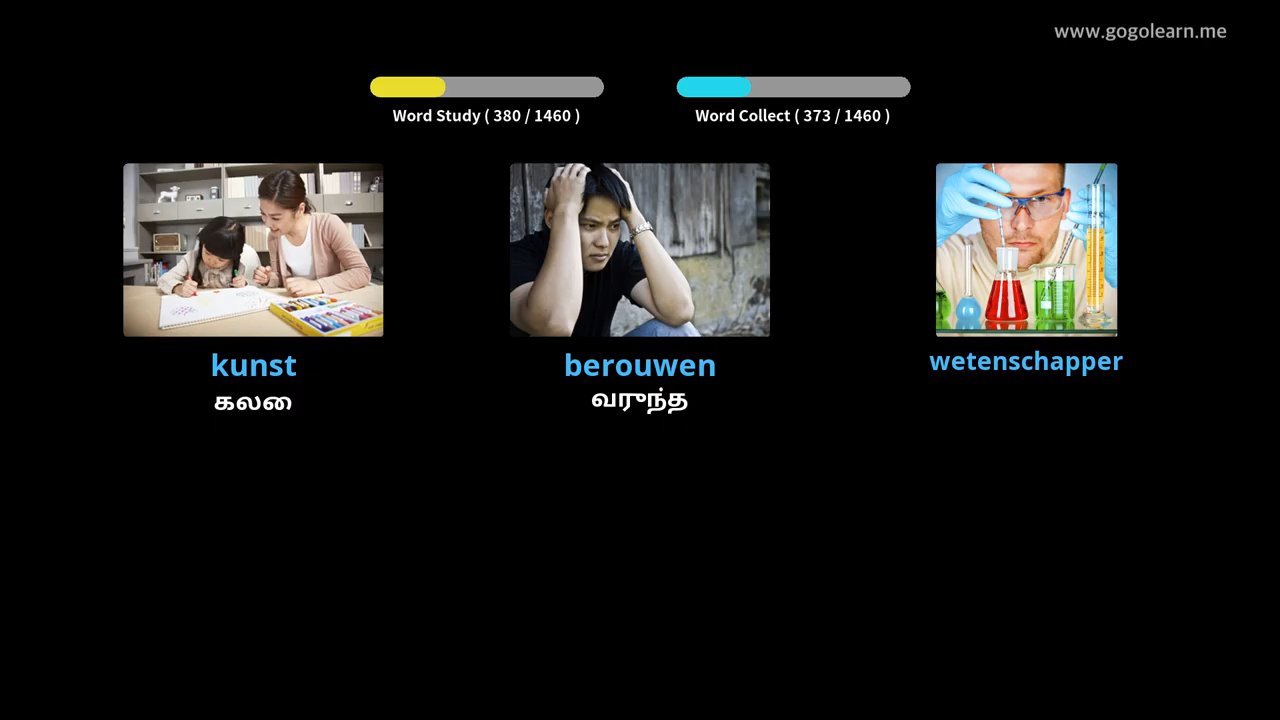 www.gogolearn.me
Word Study ( 380 / 1460 )
Word Collect ( 373 / 1460 )
kunst
கலை
berouwen
வருந்த
wetenschapper